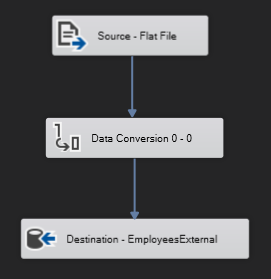 Source - Flat File
Data Conversion 0 - 0
Destination - EmployeesExternal